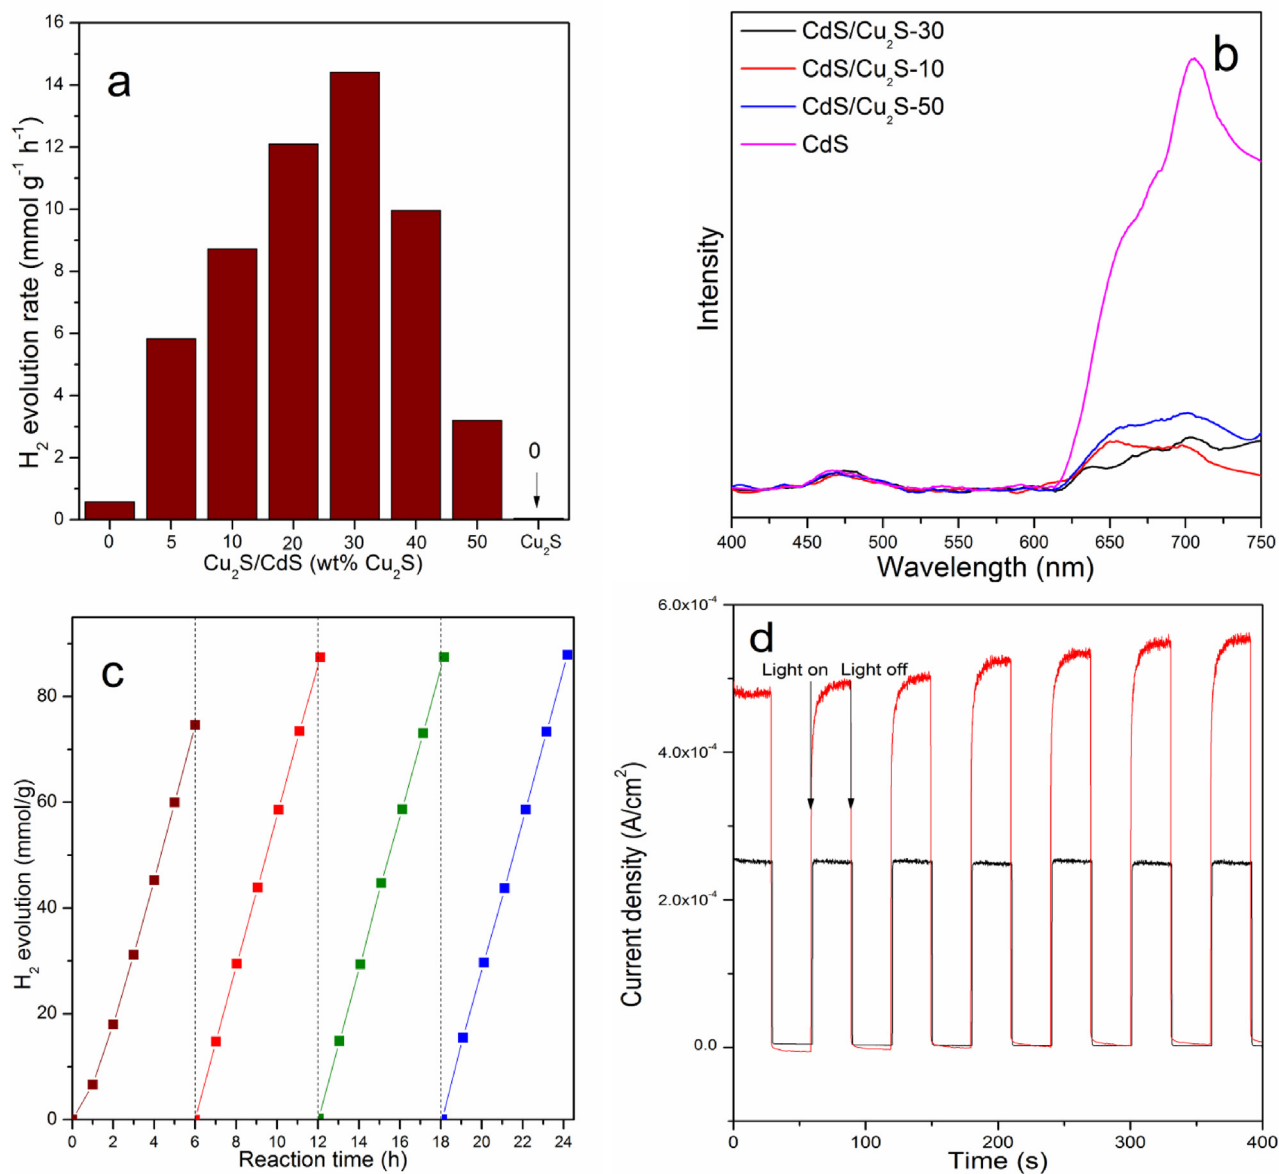 a
16
14
12
10
8
6
4
2
0
H₂ evolution rate (mmol g⁻¹ h⁻¹)
0
0 5 10 20 30 40 50 Cu₂S
Cu₂S/CdS (wt% Cu₂S)
b
CdS/Cu₂S-30
CdS/Cu₂S-10
CdS/Cu₂S-50
CdS
Intensity
400 450 500 550 600 650 700 750
Wavelength (nm)
c
80
60
40
20
0
H₂ evolution (mmol/g)
0 2 4 6 8 10 12 14 16 18 20 22 24
Reaction time (h)
d
6.0x10⁻⁴
4.0x10⁻⁴
2.0x10⁻⁴
0.0
Current density (A/cm²)
Light on Light off
0 100 200 300 400
Time (s)